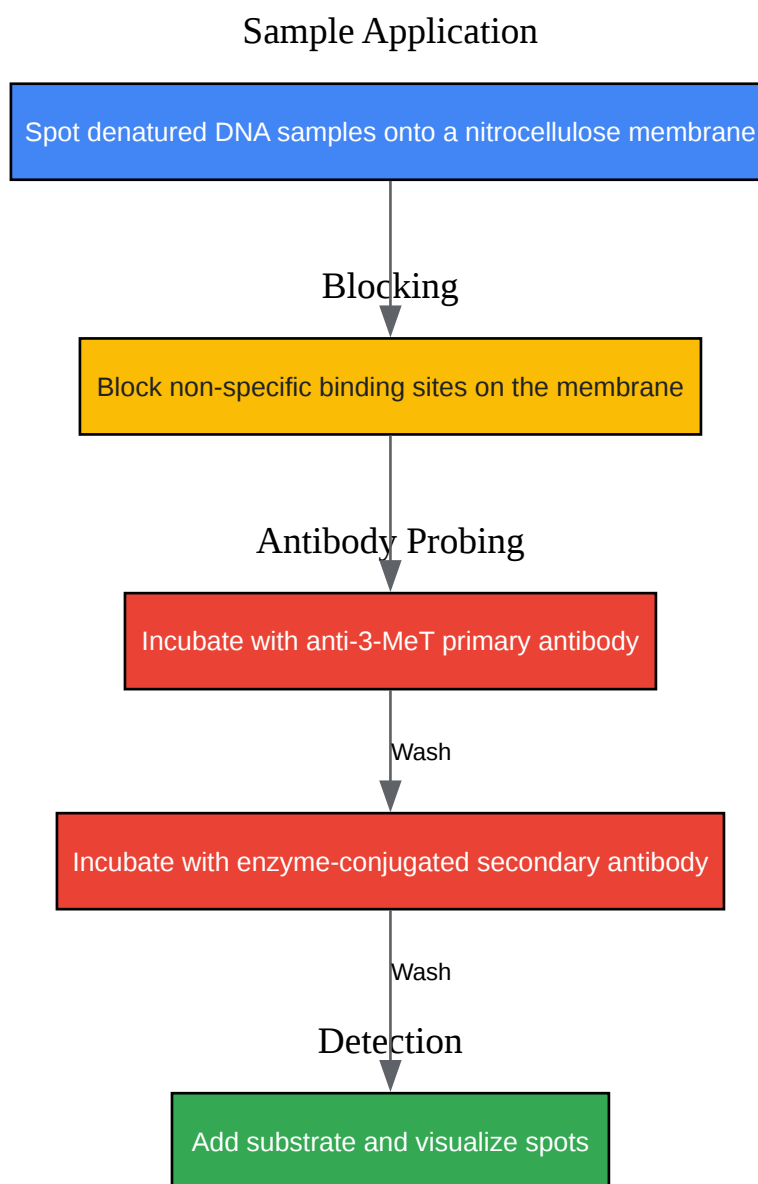 Sample Application
Spot denatured DNA samples onto a nitrocellulose membrane
Blocking
Block non-specific binding sites on the membrane
Antibody Probing
Incubate with anti-3-MeT primary antibody
Wash
Incubate with enzyme-conjugated secondary antibody
Wash
Detection
Add substrate and visualize spots